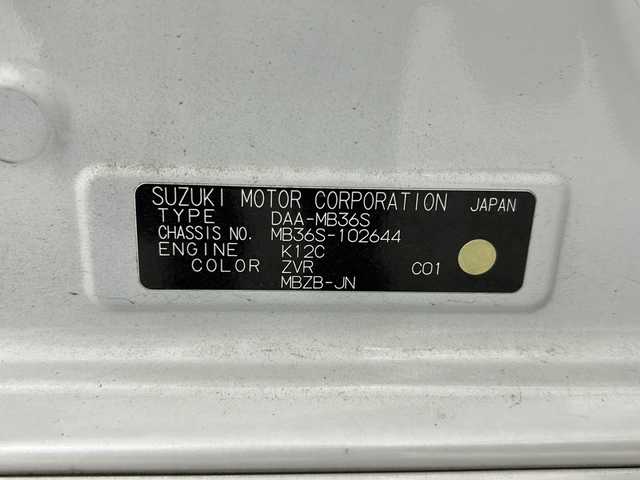 SUZUKI MOTOR CORPORATION JAPAN
TYPE DAA-MB36S
CHASSIS NO. MB36S-102644
ENGINE K12C
COLOR ZVR C01
MBZB-JN